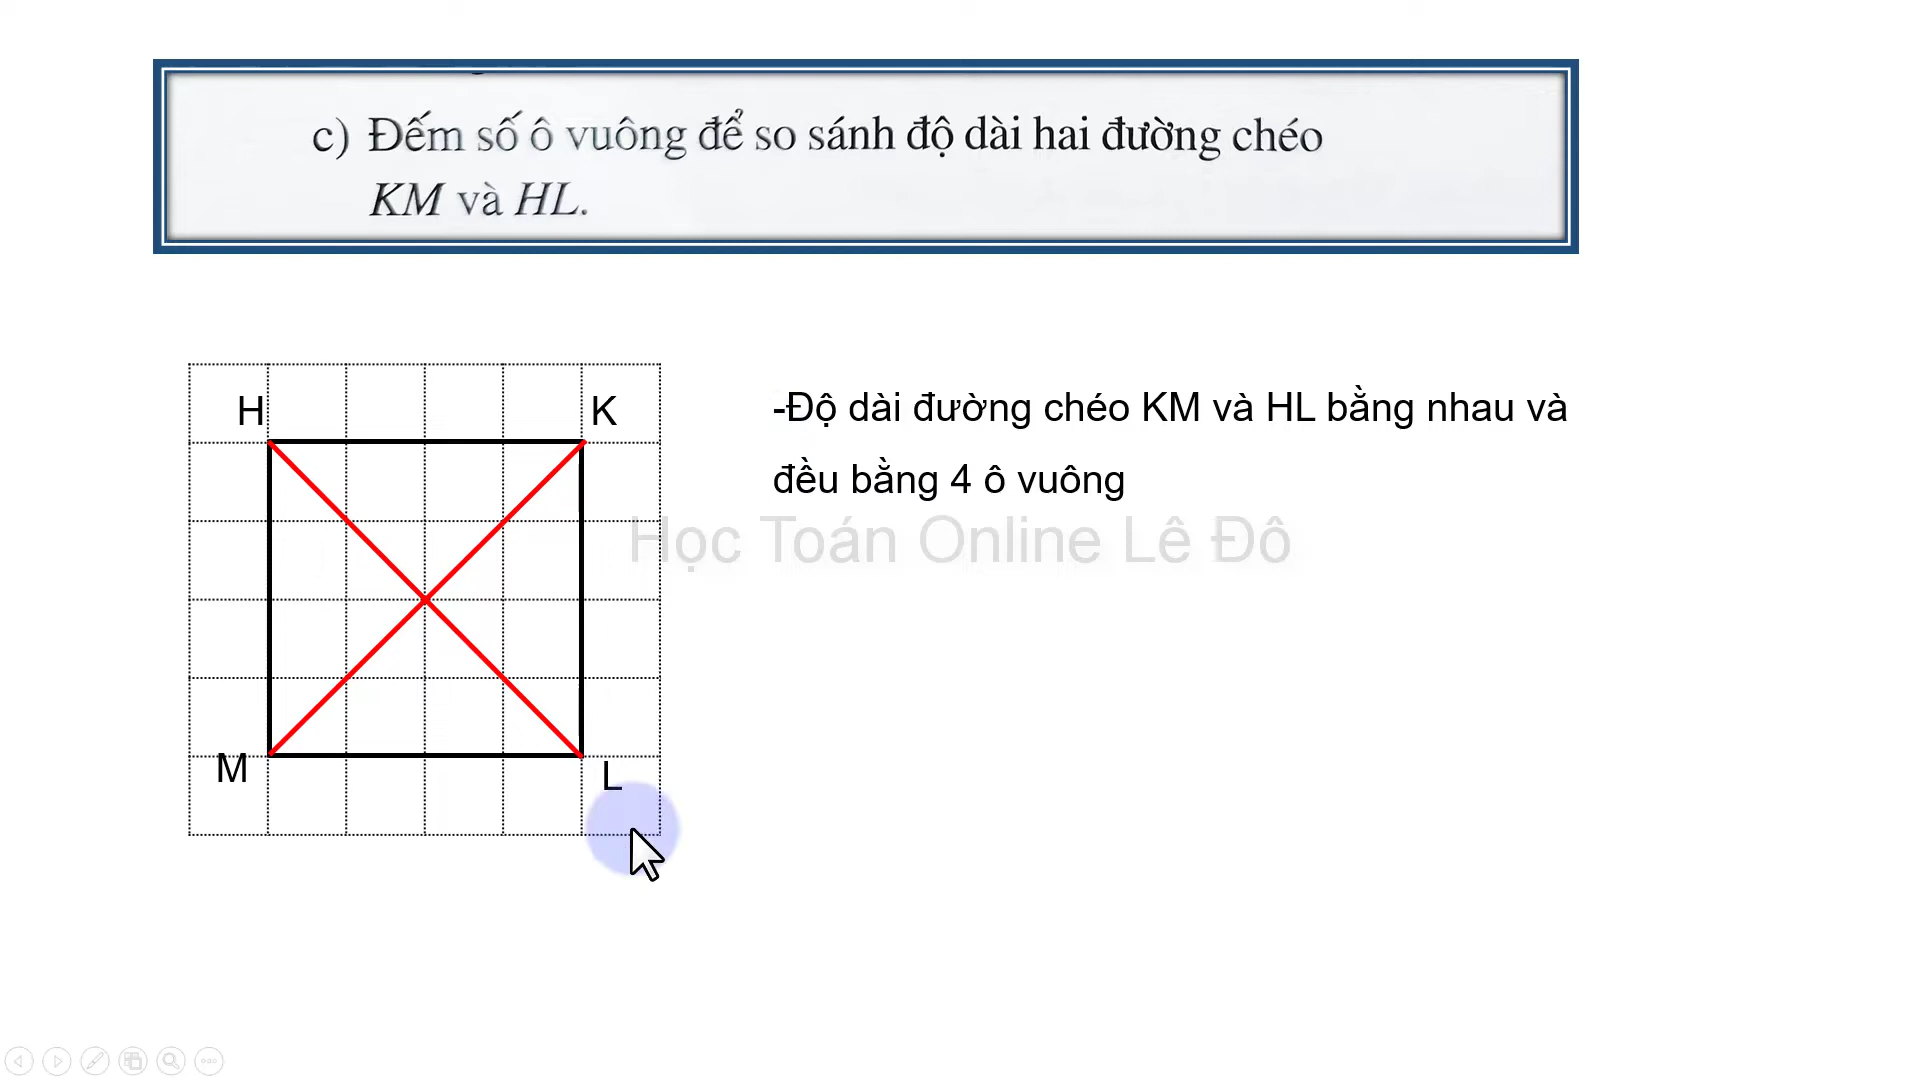 c) Đếm số ô vuông để so sánh độ dài hai đường chéo
KM và HL.
H
K
-Độ dài đường chéo KM và HL bằng nhau và
đều bằng 4 ô vuông
Học Toán Online Lê Đô
M
L